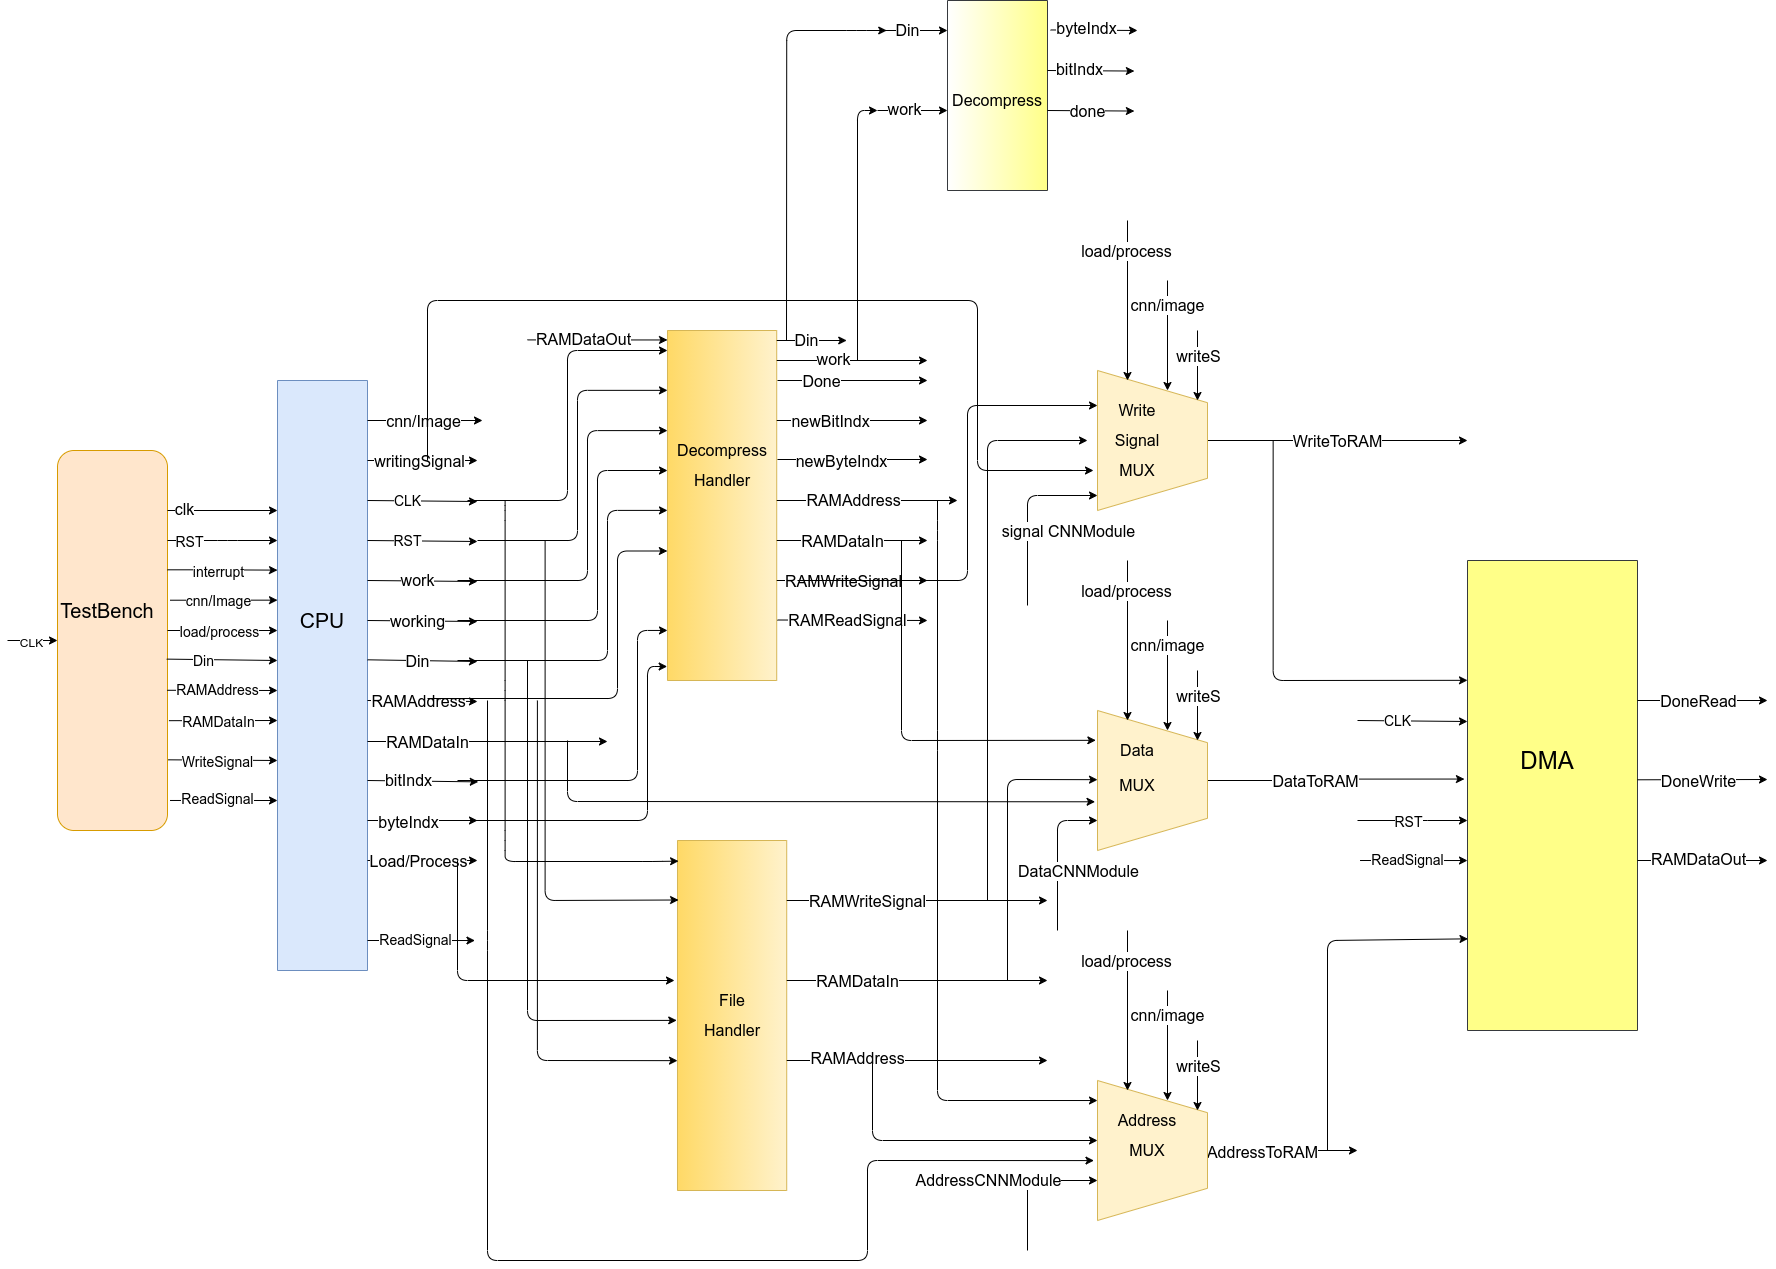 Din
byteIndx
bitIndx
Decompress
work
done
load/process
cnn/image
writeS
RAMDataOut
Din
work
Done
newBitIndx
newByteIndx
RAMAddress
RAMDataIn
RAMWriteSignal
RAMReadSignal
Decompress
Handler
Write
Signal
MUX
WriteToRAM
signal CNNModule
CLK
TestBench
clk
RST
interrupt
cnn/Image
load/process
Din
RAMAddress
RAMDataIn
WriteSignal
ReadSignal
CPU
cnn/Image
writingSignal
CLK
RST
work
working
Din
RAMAddress
RAMDataIn
bitIndx
byteIndx
Load/Process
ReadSignal
load/process
cnn/image
writeS
Data
MUX
DataToRAM
DataCNNModule
File
Handler
RAMWriteSignal
RAMDataIn
RAMAddress
load/process
cnn/image
writeS
Address
MUX
AddressToRAM
AddressCNNModule
CLK
RST
ReadSignal
DMA
DoneRead
DoneWrite
RAMDataOut